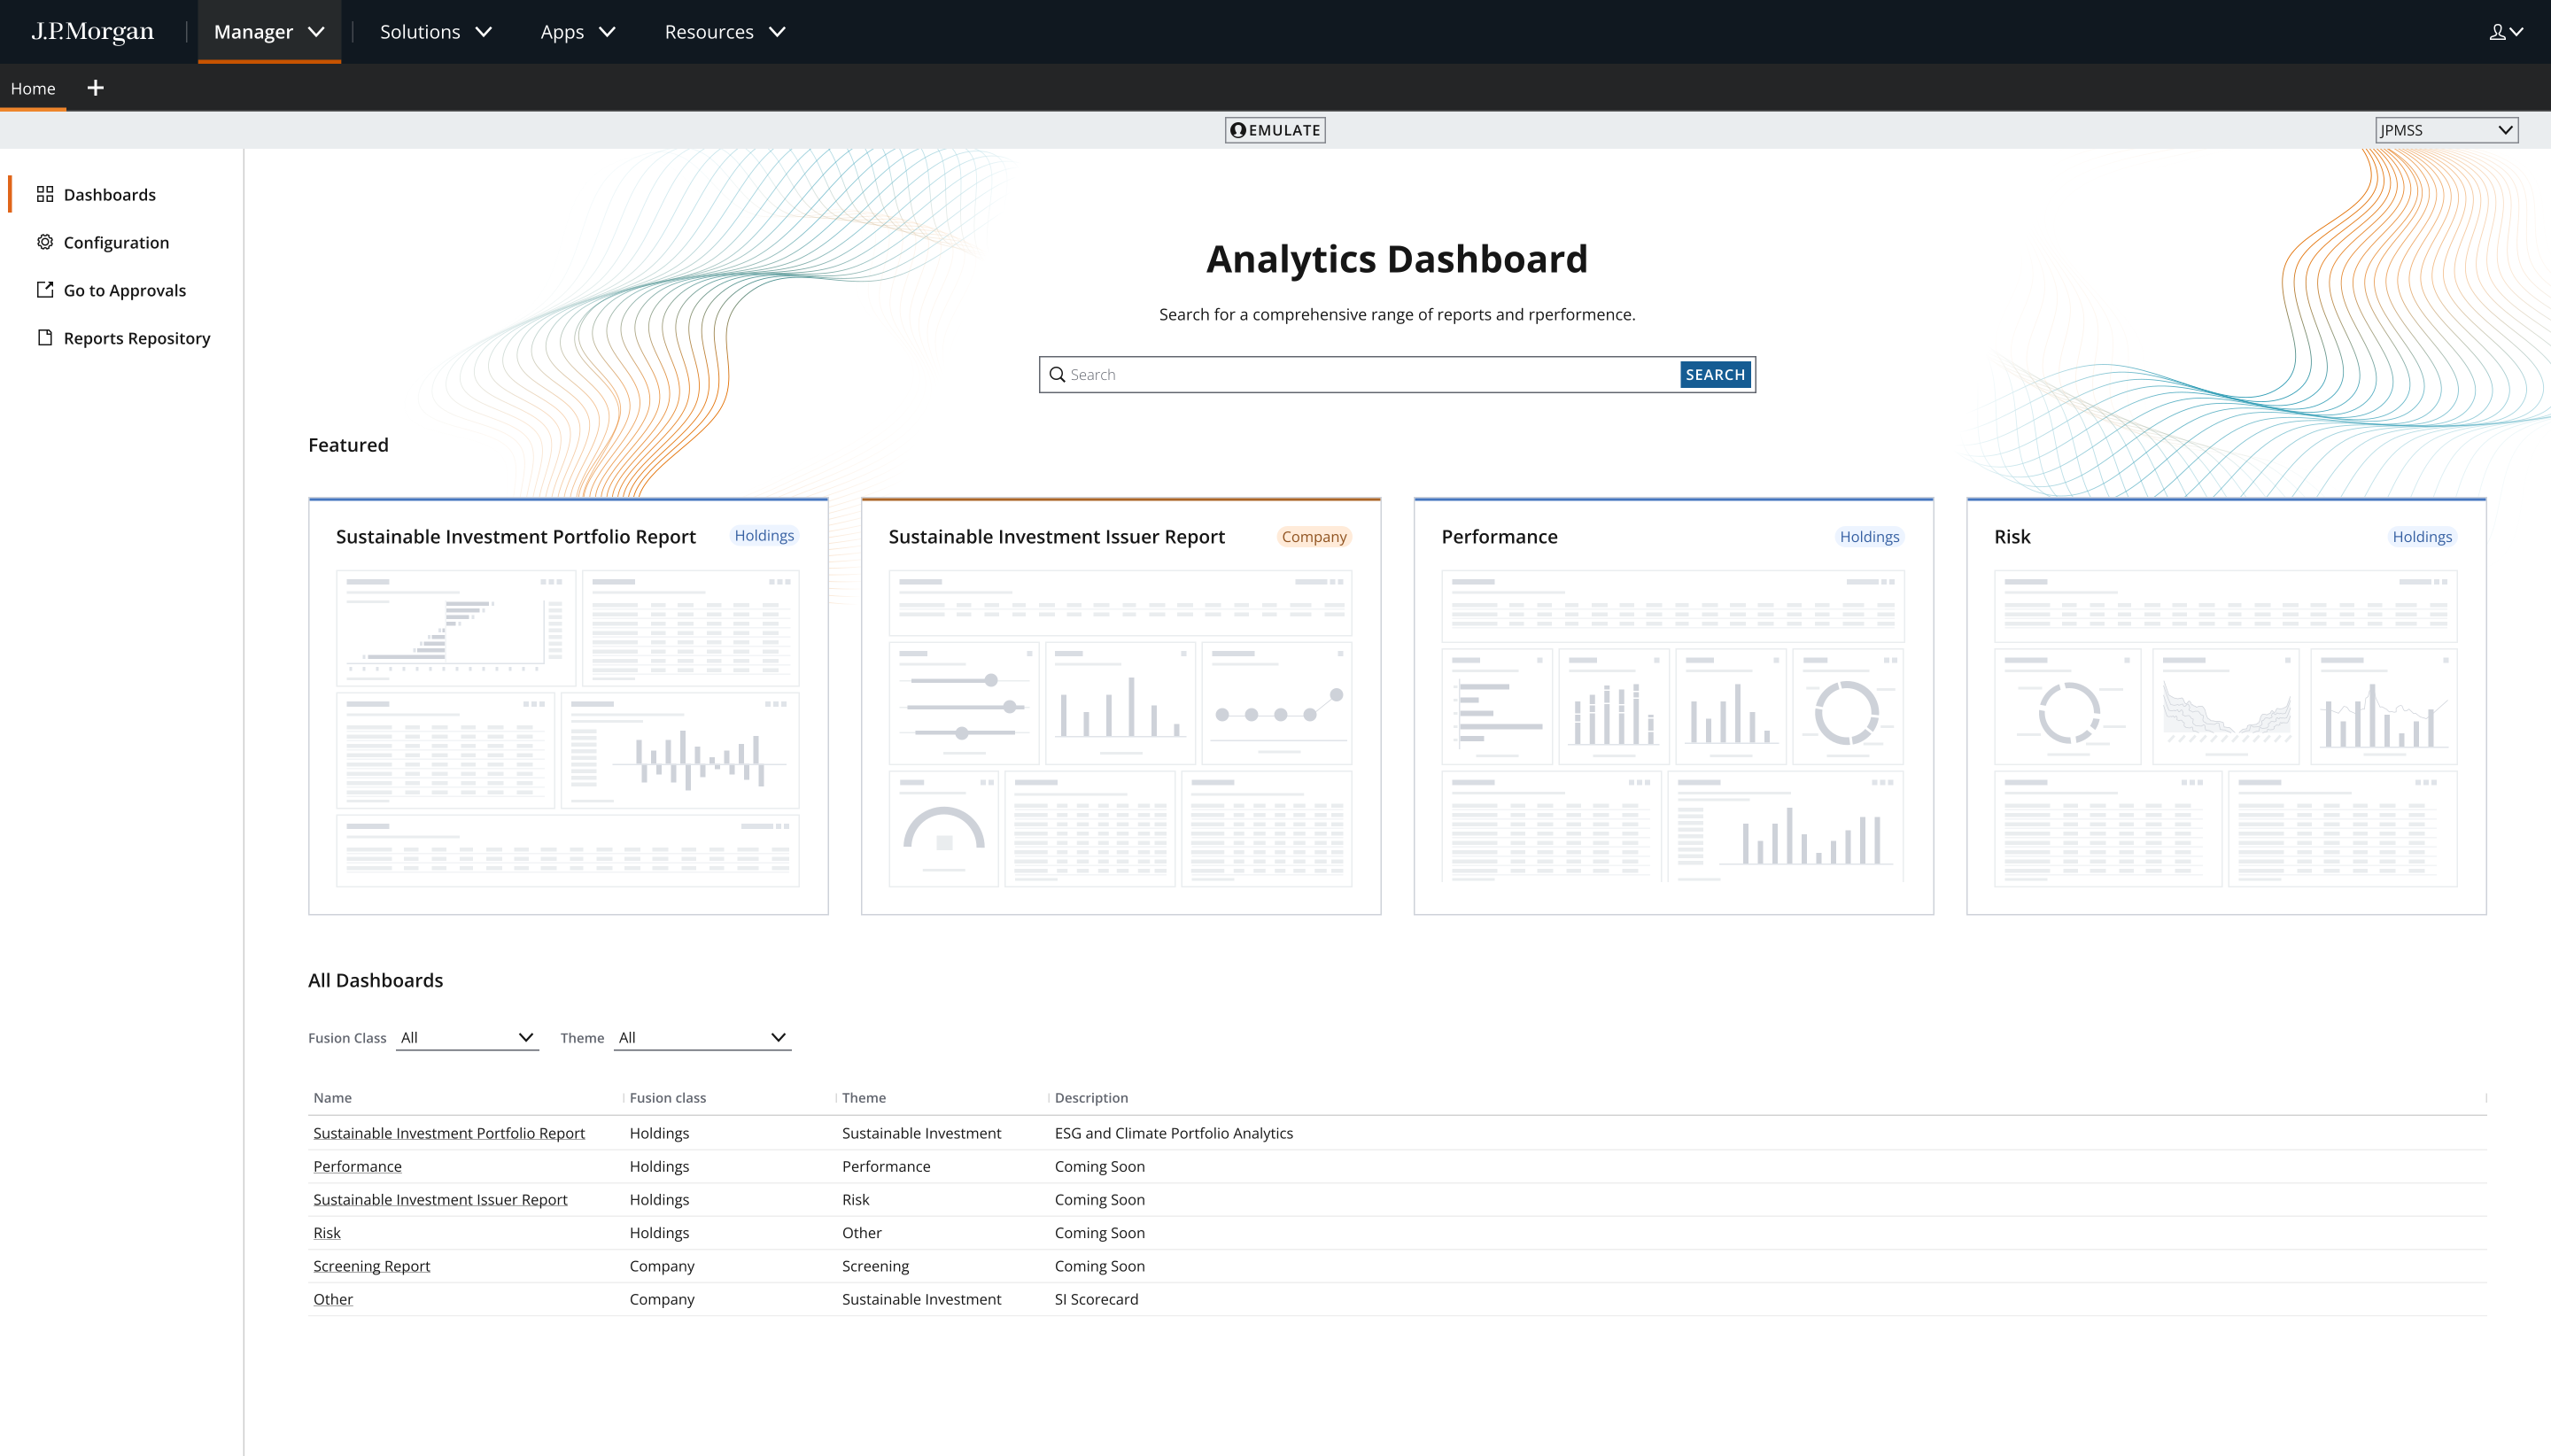 J.P.Morgan Manager Solutions Apps Resources
Home
EMULATE JPMSS
Dashboards
Configuration
Go to Approvals
Reports Repository
Analytics Dashboard
Search for a comprehensive range of reports and rperformence.
Search SEARCH
Featured
Sustainable Investment Portfolio Report Holdings
Sustainable Investment Issuer Report Company
Performance Holdings
Risk Holdings
All Dashboards
Fusion Class All Theme All
Name Fusion class Theme Description
Sustainable Investment Portfolio Report Holdings Sustainable Investment ESG and Climate Portfolio Analytics
Performance Holdings Performance Coming Soon
Sustainable Investment Issuer Report Holdings Risk Coming Soon
Risk Holdings Other Coming Soon
Screening Report Company Screening Coming Soon
Other Company Sustainable Investment SI Scorecard